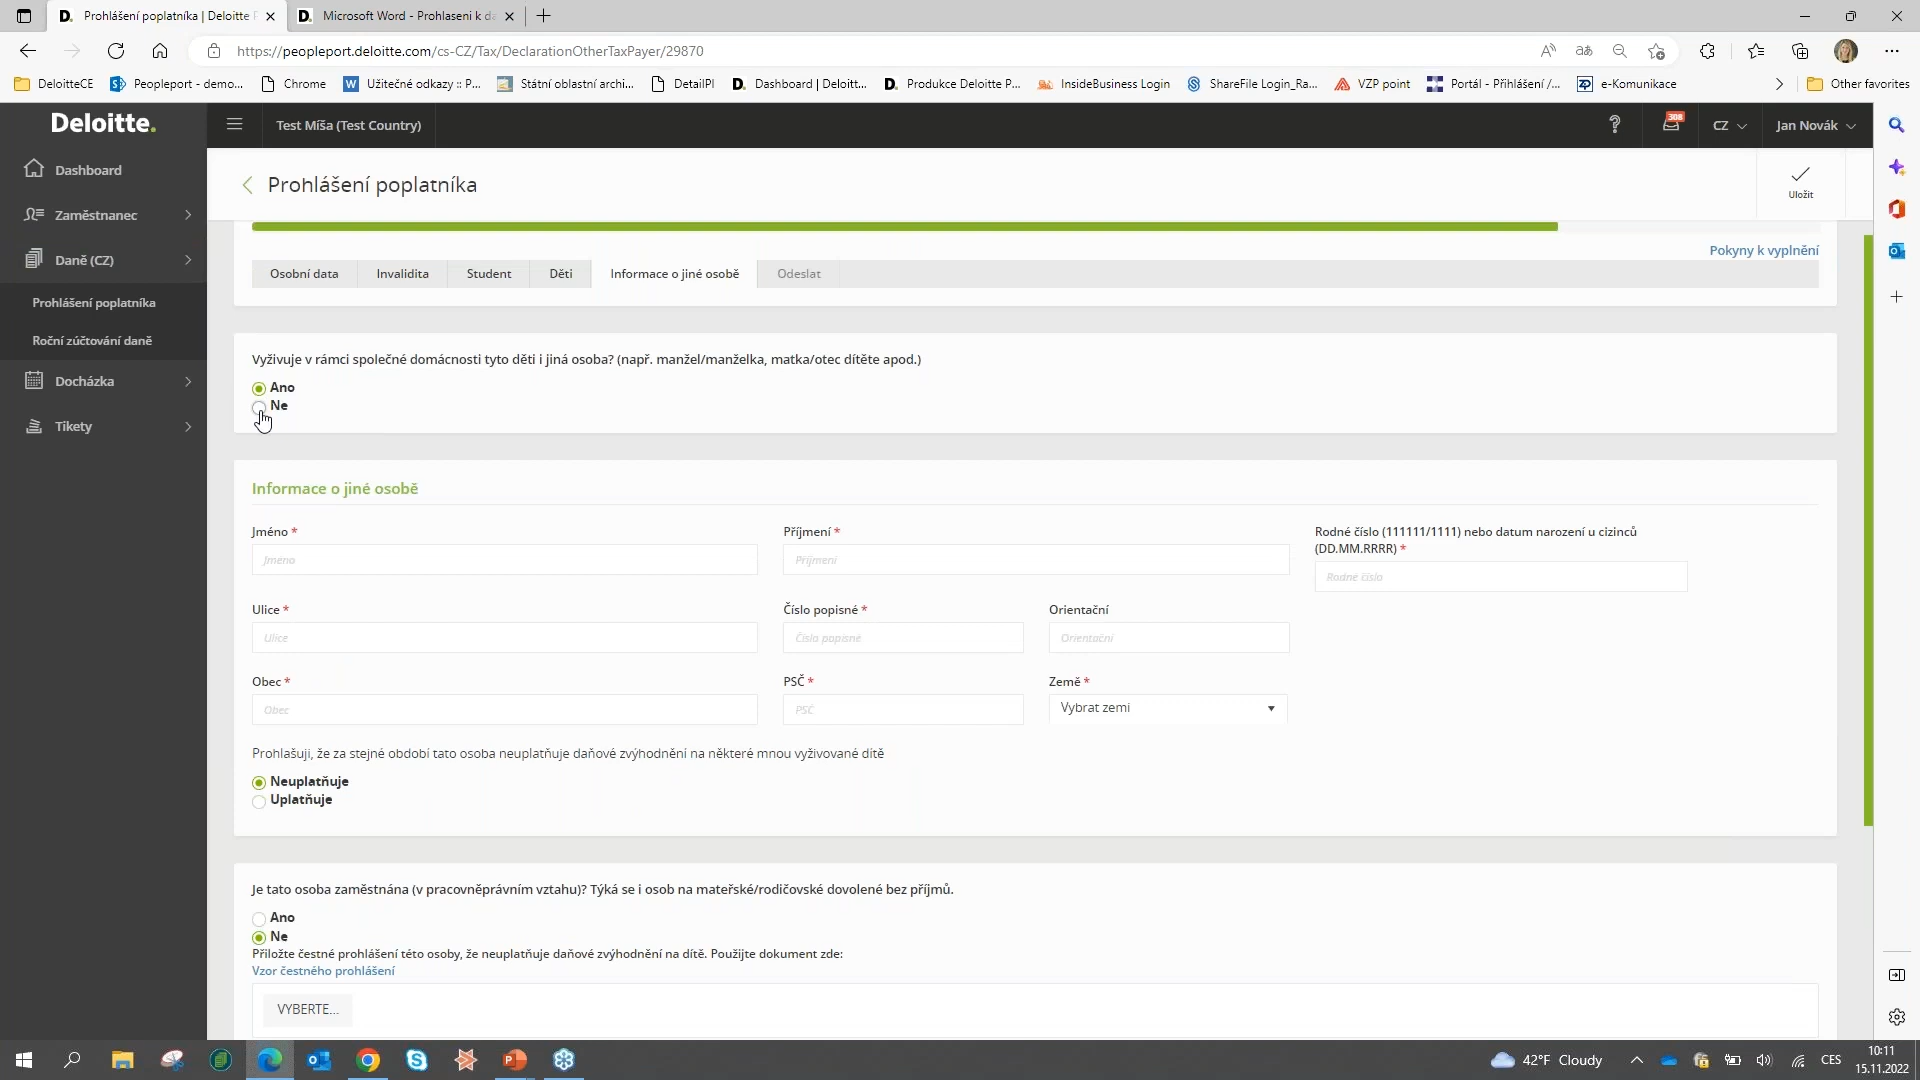 Prohlášení poplatníka | Deloitte P
Microsoft Word - Prohlaseni k da
https://peopleport.deloitte.com/cs-CZ/Tax/DeclarationOtherTaxPayer/29870
DeloitteCE
Peopleport - demo...
Chrome
Užitečné odkazy :: P...
Státní oblastní archi...
DetailPI
Dashboard | Deloitt...
Produkce Deloitte P...
InsideBusiness Login
ShareFile Login_Ra...
VZP point
Portál - Přihlášení /...
e-Komunikace
Other favorites
Deloitte.
Test Míša (Test Country)
308
CZ
Jan Novák
Dashboard
Zaměstnanec
Daně (CZ)
Prohlášení poplatníka
Roční zúčtování daně
Docházka
Tikety
Prohlášení poplatníka
Uložit
Pokyny k vyplnění
Osobní data
Invalidita
Student
Děti
Informace o jiné osobě
Odeslat
Vyživuje v rámci společné domácnosti tyto děti i jiná osoba? (např. manžel/manželka, matka/otec dítěte apod.)
Ano
Ne
Informace o jiné osobě
Jméno *
Příjmení *
Rodné číslo (111111/1111) nebo datum narození u cizinců
(DD.MM.RRRR) *
Jméno
Příjmení
Rodné číslo
Ulice *
Číslo popisné *
Orientační
Ulice
Číslo popisné
Orientační
Obec *
PSČ *
Země *
Obec
PSČ
Vybrat zemi
Prohlašuji, že za stejné období tato osoba neuplatňuje daňové zvýhodnění na některé mnou vyživované dítě
Neuplatňuje
Uplatňuje
Je tato osoba zaměstnána (v pracovněprávním vztahu)? Týká se i osob na mateřské/rodičovské dovolené bez příjmů.
Ano
Ne
Přiložte čestné prohlášení této osoby, že neuplatňuje daňové zvýhodnění na dítě. Použijte dokument zde:
Vzor čestného prohlášení
VYBERTE...
42°F Cloudy
CES
10:11
15.11.2022